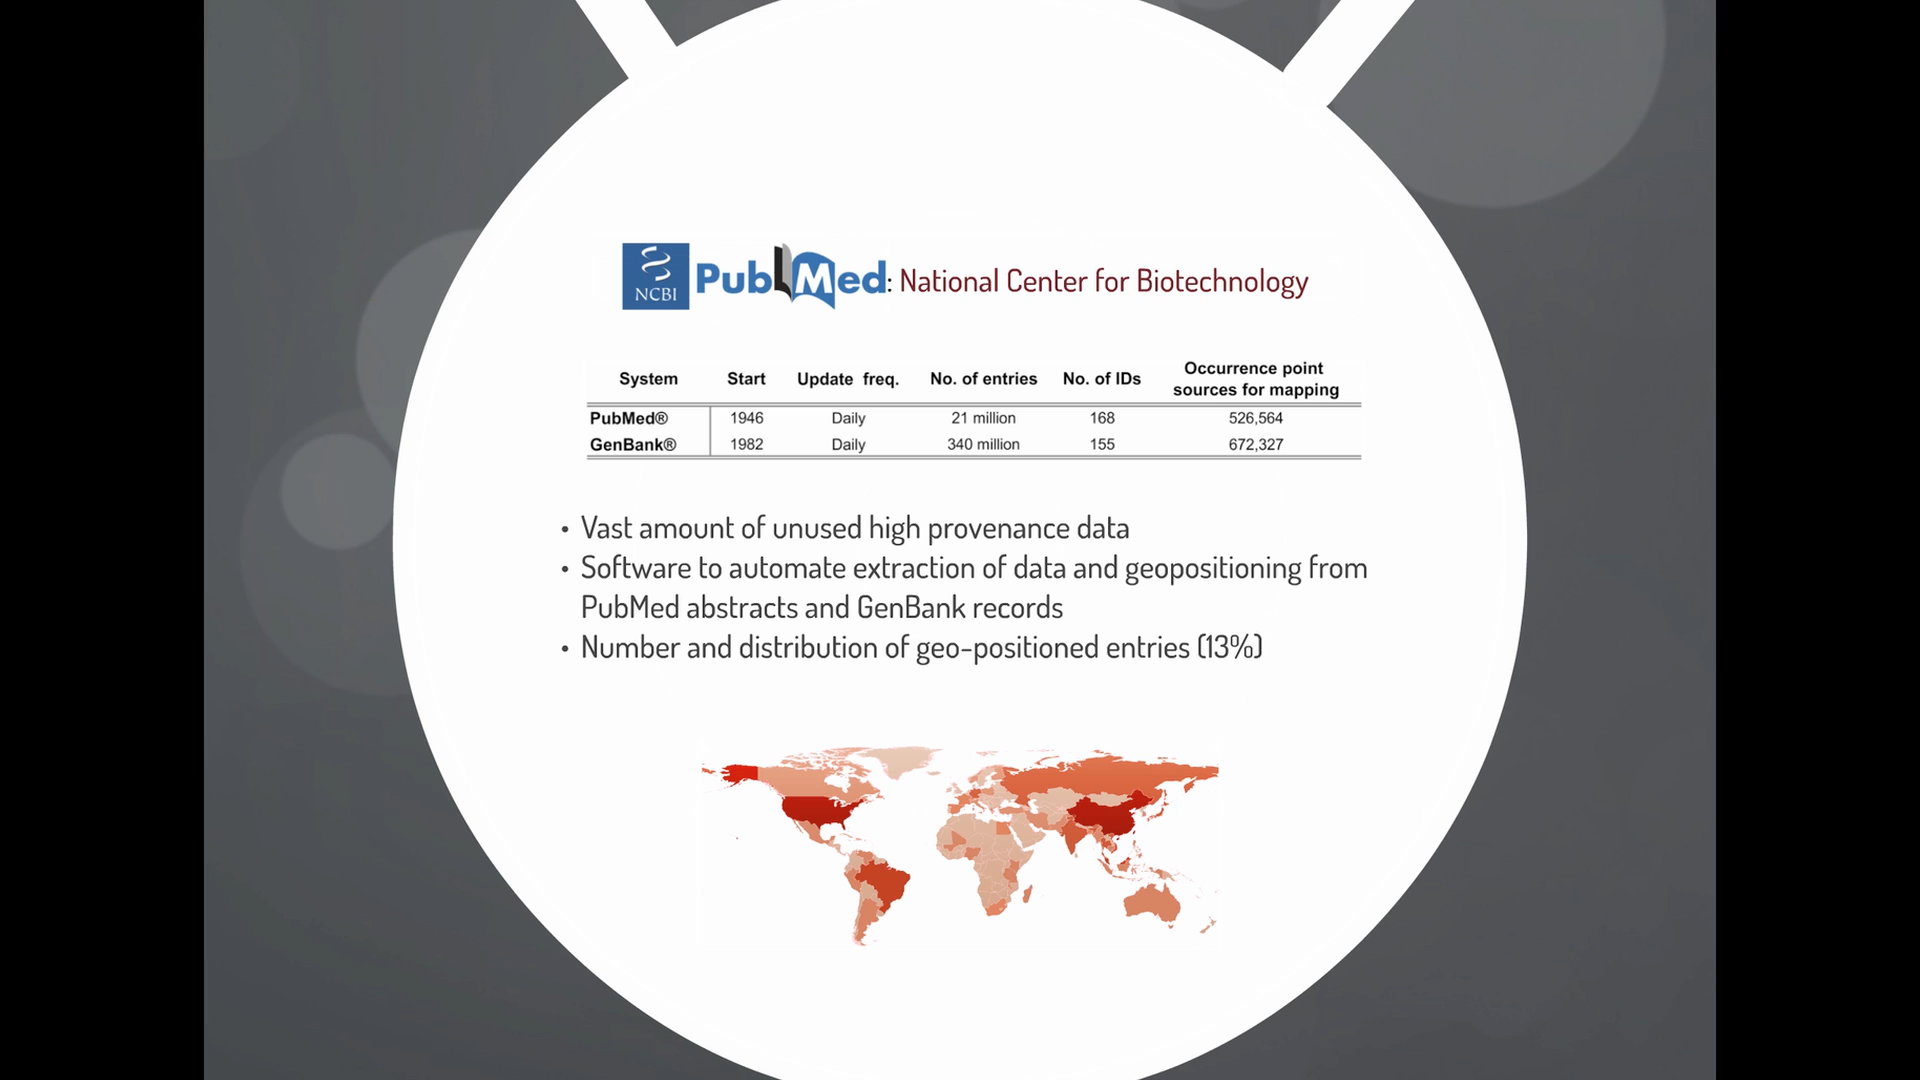 NCBI PubMed: National Center for Biotechnology
System Start Update freq. No. of entries No. of IDs Occurrence point sources for mapping
PubMed® 1946 Daily 21 million 168 526,564
GenBank® 1982 Daily 340 million 155 672,327
• Vast amount of unused high provenance data
• Software to automate extraction of data and geopositioning from
PubMed abstracts and GenBank records
• Number and distribution of geo-positioned entries (13%)